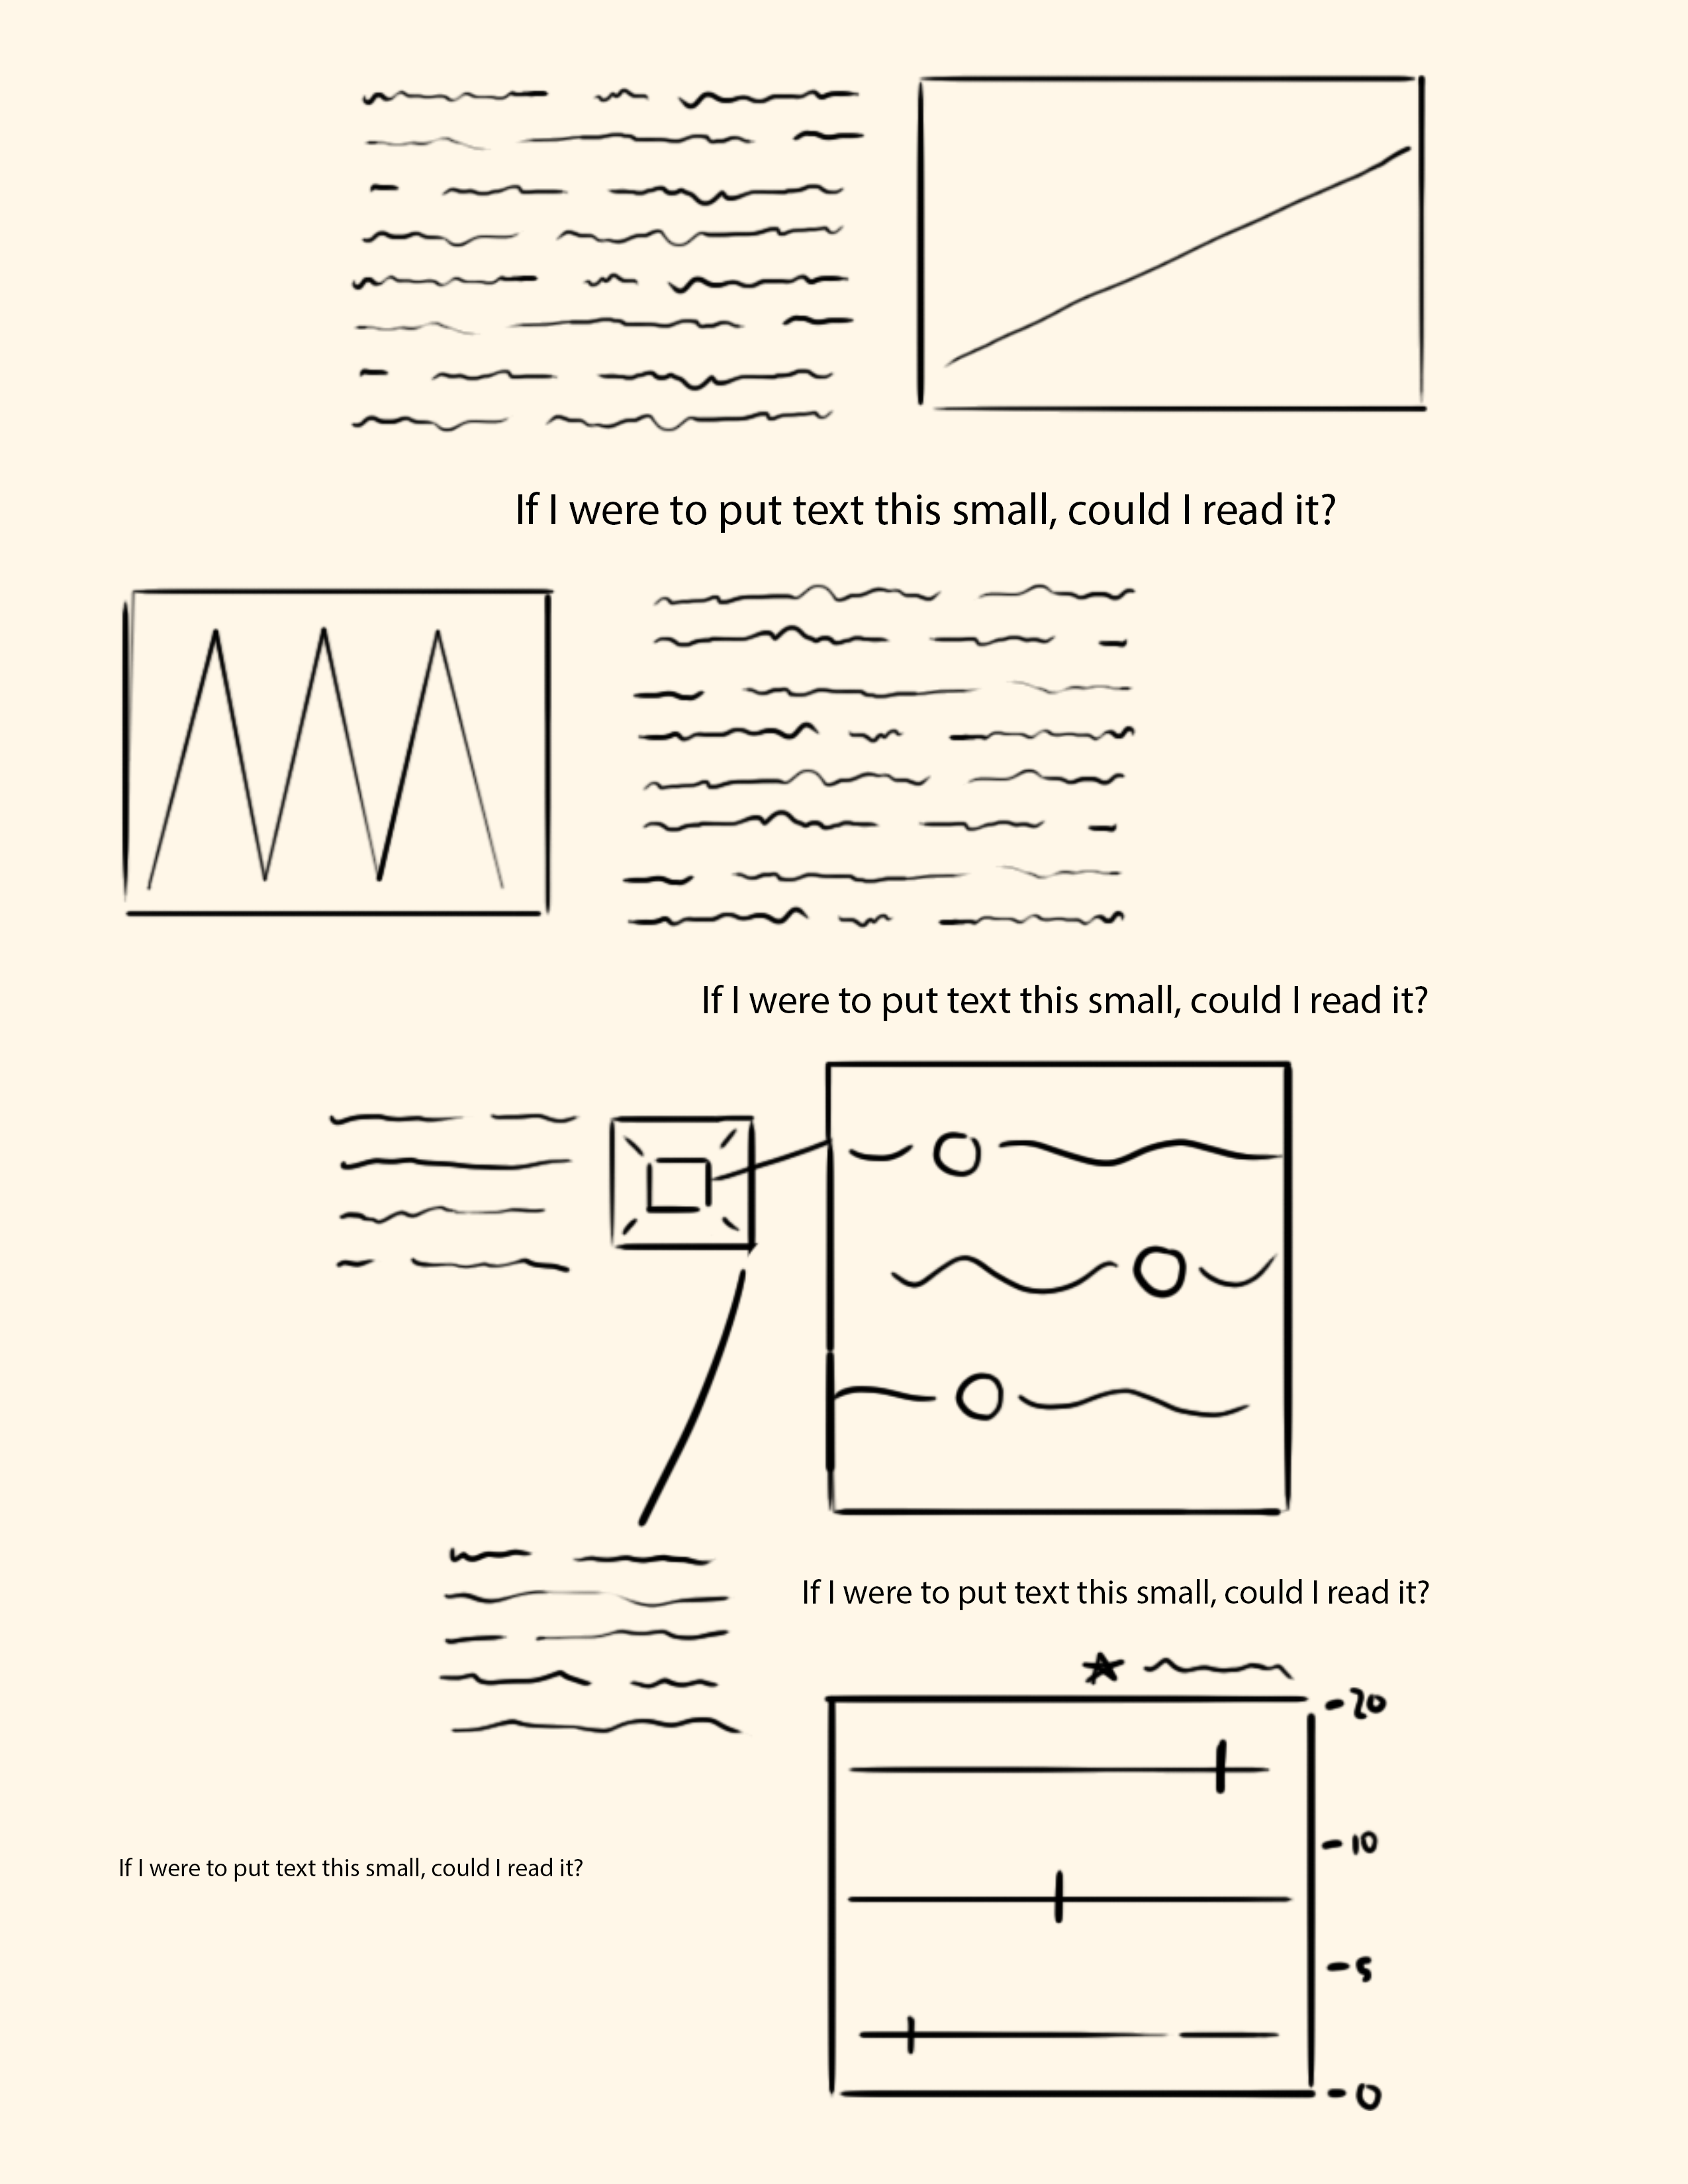 If I were to put text this small, could I read it?
If I were to put text this small, could I read it?
If I were to put text this small, could I read it?
-20
-10
If I were to put text this small, could I read it?
-5
-0